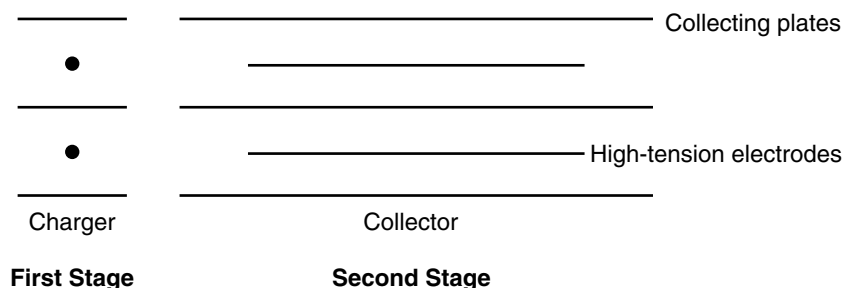 Collecting plates
High-tension electrodes
Charger Collector
First Stage Second Stage